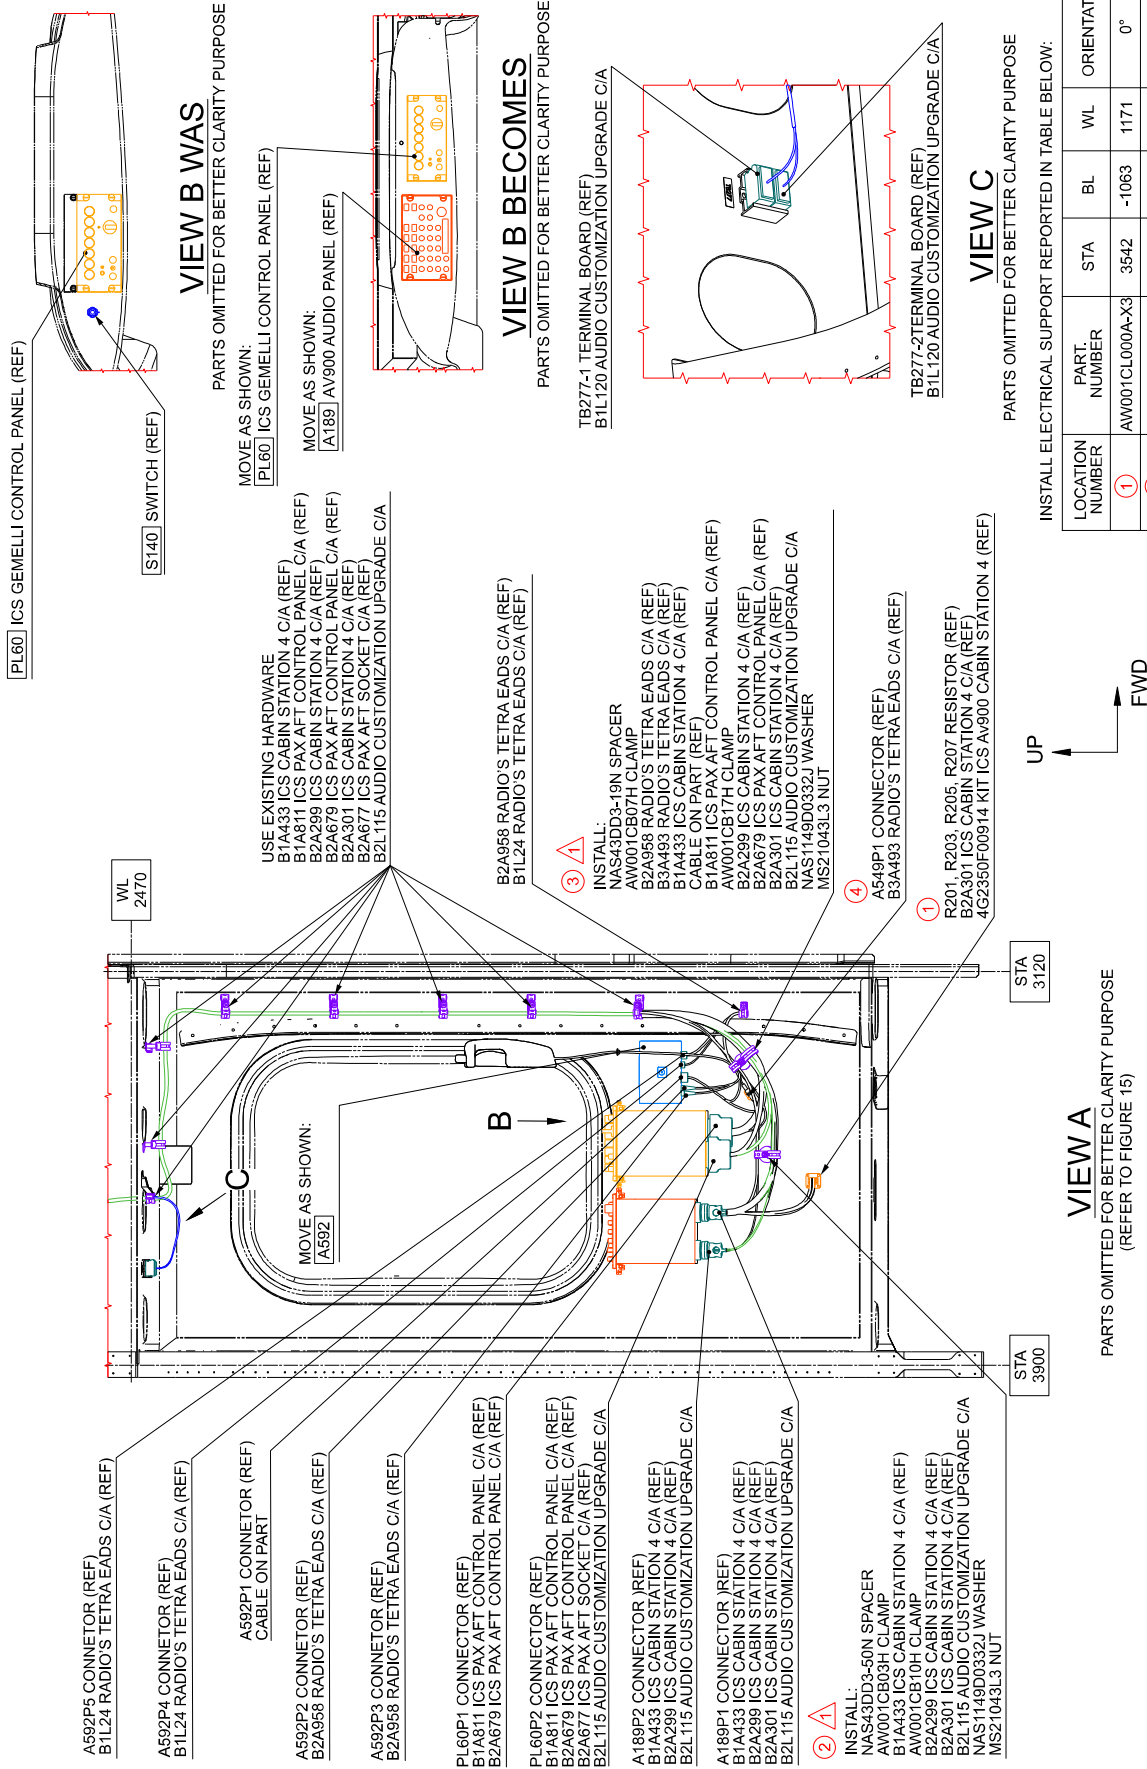 A592P5 CONNETOR (REF)
B1L24 RADIO'S TETRA EADS C/A (REF)
A592P4 CONNETOR (REF)
B1L24 RADIO'S TETRA EADS C/A (REF)
A592P1 CONNETOR (REF)
CABLE ON PART
A592P2 CONNETOR (REF)
B2A958 RADIO'S TETRA EADS C/A (REF)
A592P3 CONNETOR (REF)
B2A958 RADIO'S TETRA EADS C/A (REF)
PL60P1 CONNECTOR (REF)
B1A811 ICS PAX AFT CONTROL PANEL C/A (REF)
B2A679 ICS PAX AFT CONTROL PANEL C/A (REF)
PL60P2 CONNECTOR (REF)
B1A811 ICS PAX AFT CONTROL PANEL C/A (REF)
B2A679 ICS PAX AFT CONTROL PANEL C/A (REF)
B2A677 ICS PAX AFT SOCKET C/A (REF)
B2L115 AUDIO CUSTOMIZATION UPGRADE C/A
A189P2 CONNECTOR )REF)
B1A433 ICS CABIN STATION 4 C/A (REF)
B2A299 ICS CABIN STATION 4 C/A (REF)
B2L115 AUDIO CUSTOMIZATION UPGRADE C/A
A189P1 CONNECTOR )REF)
B1A433 ICS CABIN STATION 4 C/A (REF)
B2A299 ICS CABIN STATION 4 C/A (REF)
B2A301 ICS CABIN STATION 4 C/A (REF)
B2L115 AUDIO CUSTOMIZATION UPGRADE C/A
2 1
INSTALL:
NAS43DD3-50N SPACER
AW001CB03H CLAMP
B1A433 ICS CABIN STATION 4 C/A (REF)
AW001CB10H CLAMP
B2A299 ICS CABIN STATION 4 C/A (REF)
B2A301 ICS CABIN STATION 4 C/A (REF)
B2L115 AUDIO CUSTOMIZATION UPGRADE C/A
NAS1149D0332J WASHER
MS21043L3 NUT
WL
2470
C
MOVE AS SHOWN:
A592
B
STA
3900
STA
3120
VIEW A
PARTS OMITTED FOR BETTER CLARITY PURPOSE
(REFER TO FIGURE 15)
USE EXISTING HARDWARE
B1A433 ICS CABIN STATION 4 C/A (REF)
B1A811 ICS PAX AFT CONTROL PANEL C/A (REF)
B2A299 ICS CABIN STATION 4 C/A (REF)
B2A679 ICS PAX AFT CONTROL PANEL C/A (REF)
B2A301 ICS CABIN STATION 4 C/A (REF)
B2A677 ICS PAX AFT SOCKET C/A (REF)
B2L115 AUDIO CUSTOMIZATION UPGRADE C/A
B2A958 RADIO'S TETRA EADS C/A (REF)
B1L24 RADIO'S TETRA EADS C/A (REF)
3 1
INSTALL:
NAS43DD3-19N SPACER
AW001CB07H CLAMP
B2A958 RADIO'S TETRA EADS C/A (REF)
B3A493 RADIO'S TETRA EADS C/A (REF)
B1A433 ICS CABIN STATION 4 C/A (REF)
CABLE ON PART (REF)
B1A811 ICS PAX AFT CONTROL PANEL C/A (REF)
AW001CB17H CLAMP
B2A299 ICS CABIN STATION 4 C/A (REF)
B2A679 ICS PAX AFT CONTROL PANEL C/A (REF)
B2A301 ICS CABIN STATION 4 C/A (REF)
B2L115 AUDIO CUSTOMIZATION UPGRADE C/A
NAS1149D0332J WASHER
MS21043L3 NUT
4
A549P1 CONNECTOR (REF)
B3A493 RADIO'S TETRA EADS C/A (REF)
1
R201, R203, R205, R207 RESISTOR (REF)
B2A301 ICS CABIN STATION 4 C/A (REF)
4G2350F00914 KIT ICS Av900 CABIN STATION 4 (REF)
UP
FWD
PL60 ICS GEMELLI CONTROL PANEL (REF)
S140 SWITCH (REF)
VIEW B WAS
PARTS OMITTED FOR BETTER CLARITY PURPOSE
MOVE AS SHOWN:
PL60 ICS GEMELLI CONTROL PANEL (REF)
MOVE AS SHOWN:
A189 AV900 AUDIO PANEL (REF)
VIEW B BECOMES
PARTS OMITTED FOR BETTER CLARITY PURPOSE
TB277-1 TERMINAL BOARD (REF)
B1L120 AUDIO CUSTOMIZATION UPGRADE C/A
TB277-2TERMINAL BOARD (REF)
B1L120 AUDIO CUSTOMIZATION UPGRADE C/A
VIEW C
PARTS OMITTED FOR BETTER CLARITY PURPOSE
INSTALL ELECTRICAL SUPPORT REPORTED IN TABLE BELOW:
LOCATION NUMBER PART. NUMBER STA BL WL ORIENTAT
1 AW001CL000A-X3 3542 -1063 1171 0°